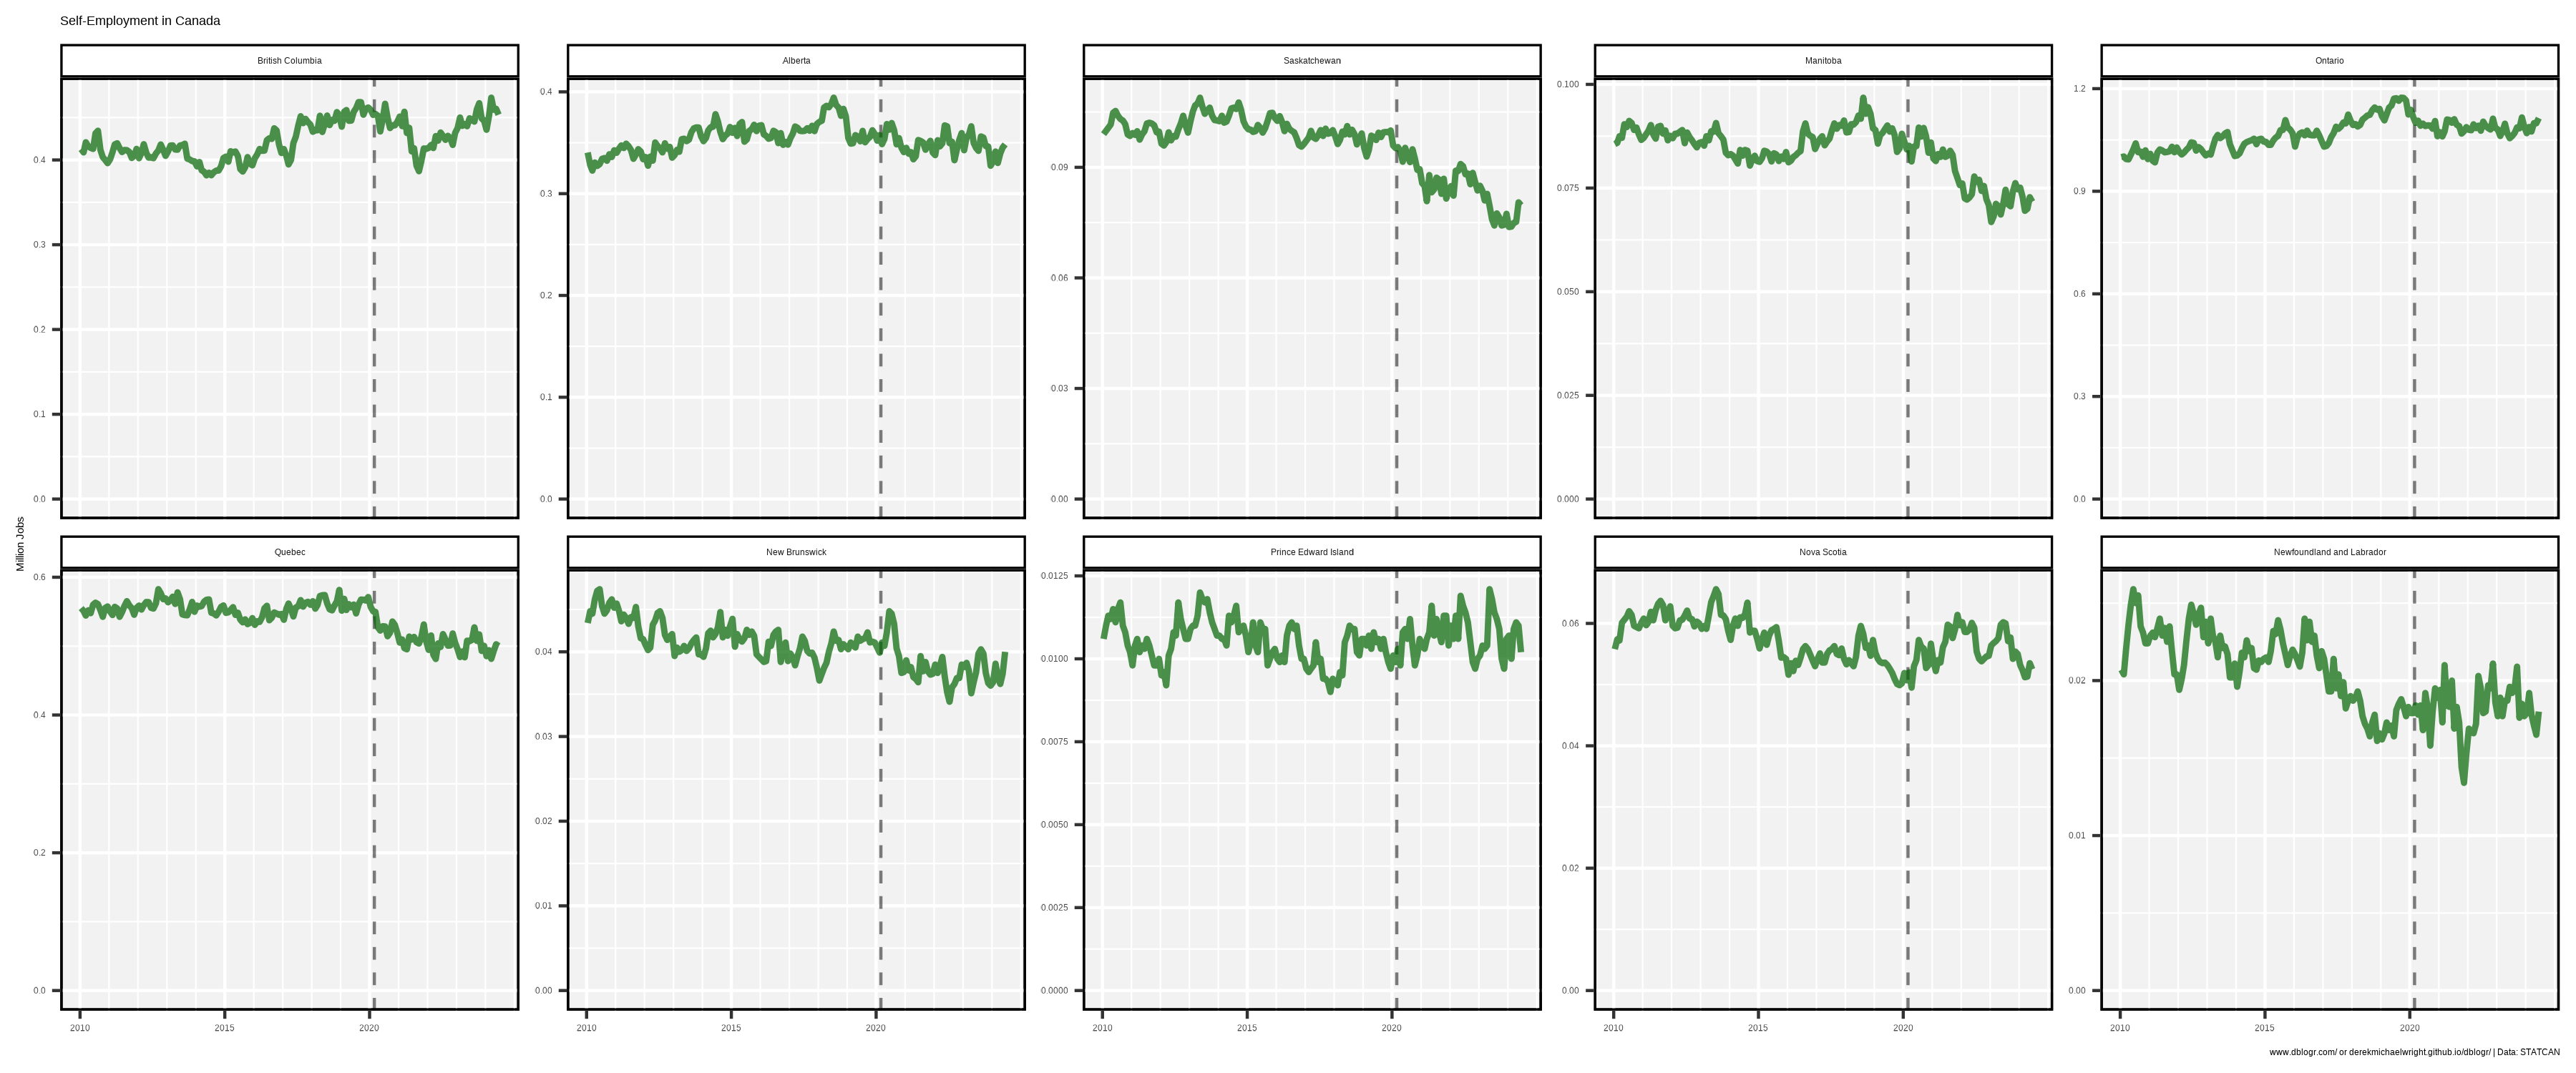 Self-Employment in Canada
British Columbia
Alberta
Saskatchewan
Manitoba
Ontario
0.4
0.3
0.2
0.1
0.0
0.4
0.3
0.2
0.1
0.0
0.09
0.06
0.03
0.00
0.100
0.075
0.050
0.025
0.000
1.2
0.9
0.6
0.3
0.0
Million Jobs
Quebec
New Brunswick
Prince Edward Island
Nova Scotia
Newfoundland and Labrador
0.6
0.4
0.2
0.0
0.04
0.03
0.02
0.01
0.00
0.0125
0.0100
0.0075
0.0050
0.0025
0.0000
0.06
0.04
0.02
0.00
0.02
0.01
0.00
2010 2015 2020
2010 2015 2020
2010 2015 2020
2010 2015 2020
2010 2015 2020
www.dblogr.com/ or derekmichaelwright.github.io/dblogr/ | Data: STATCAN